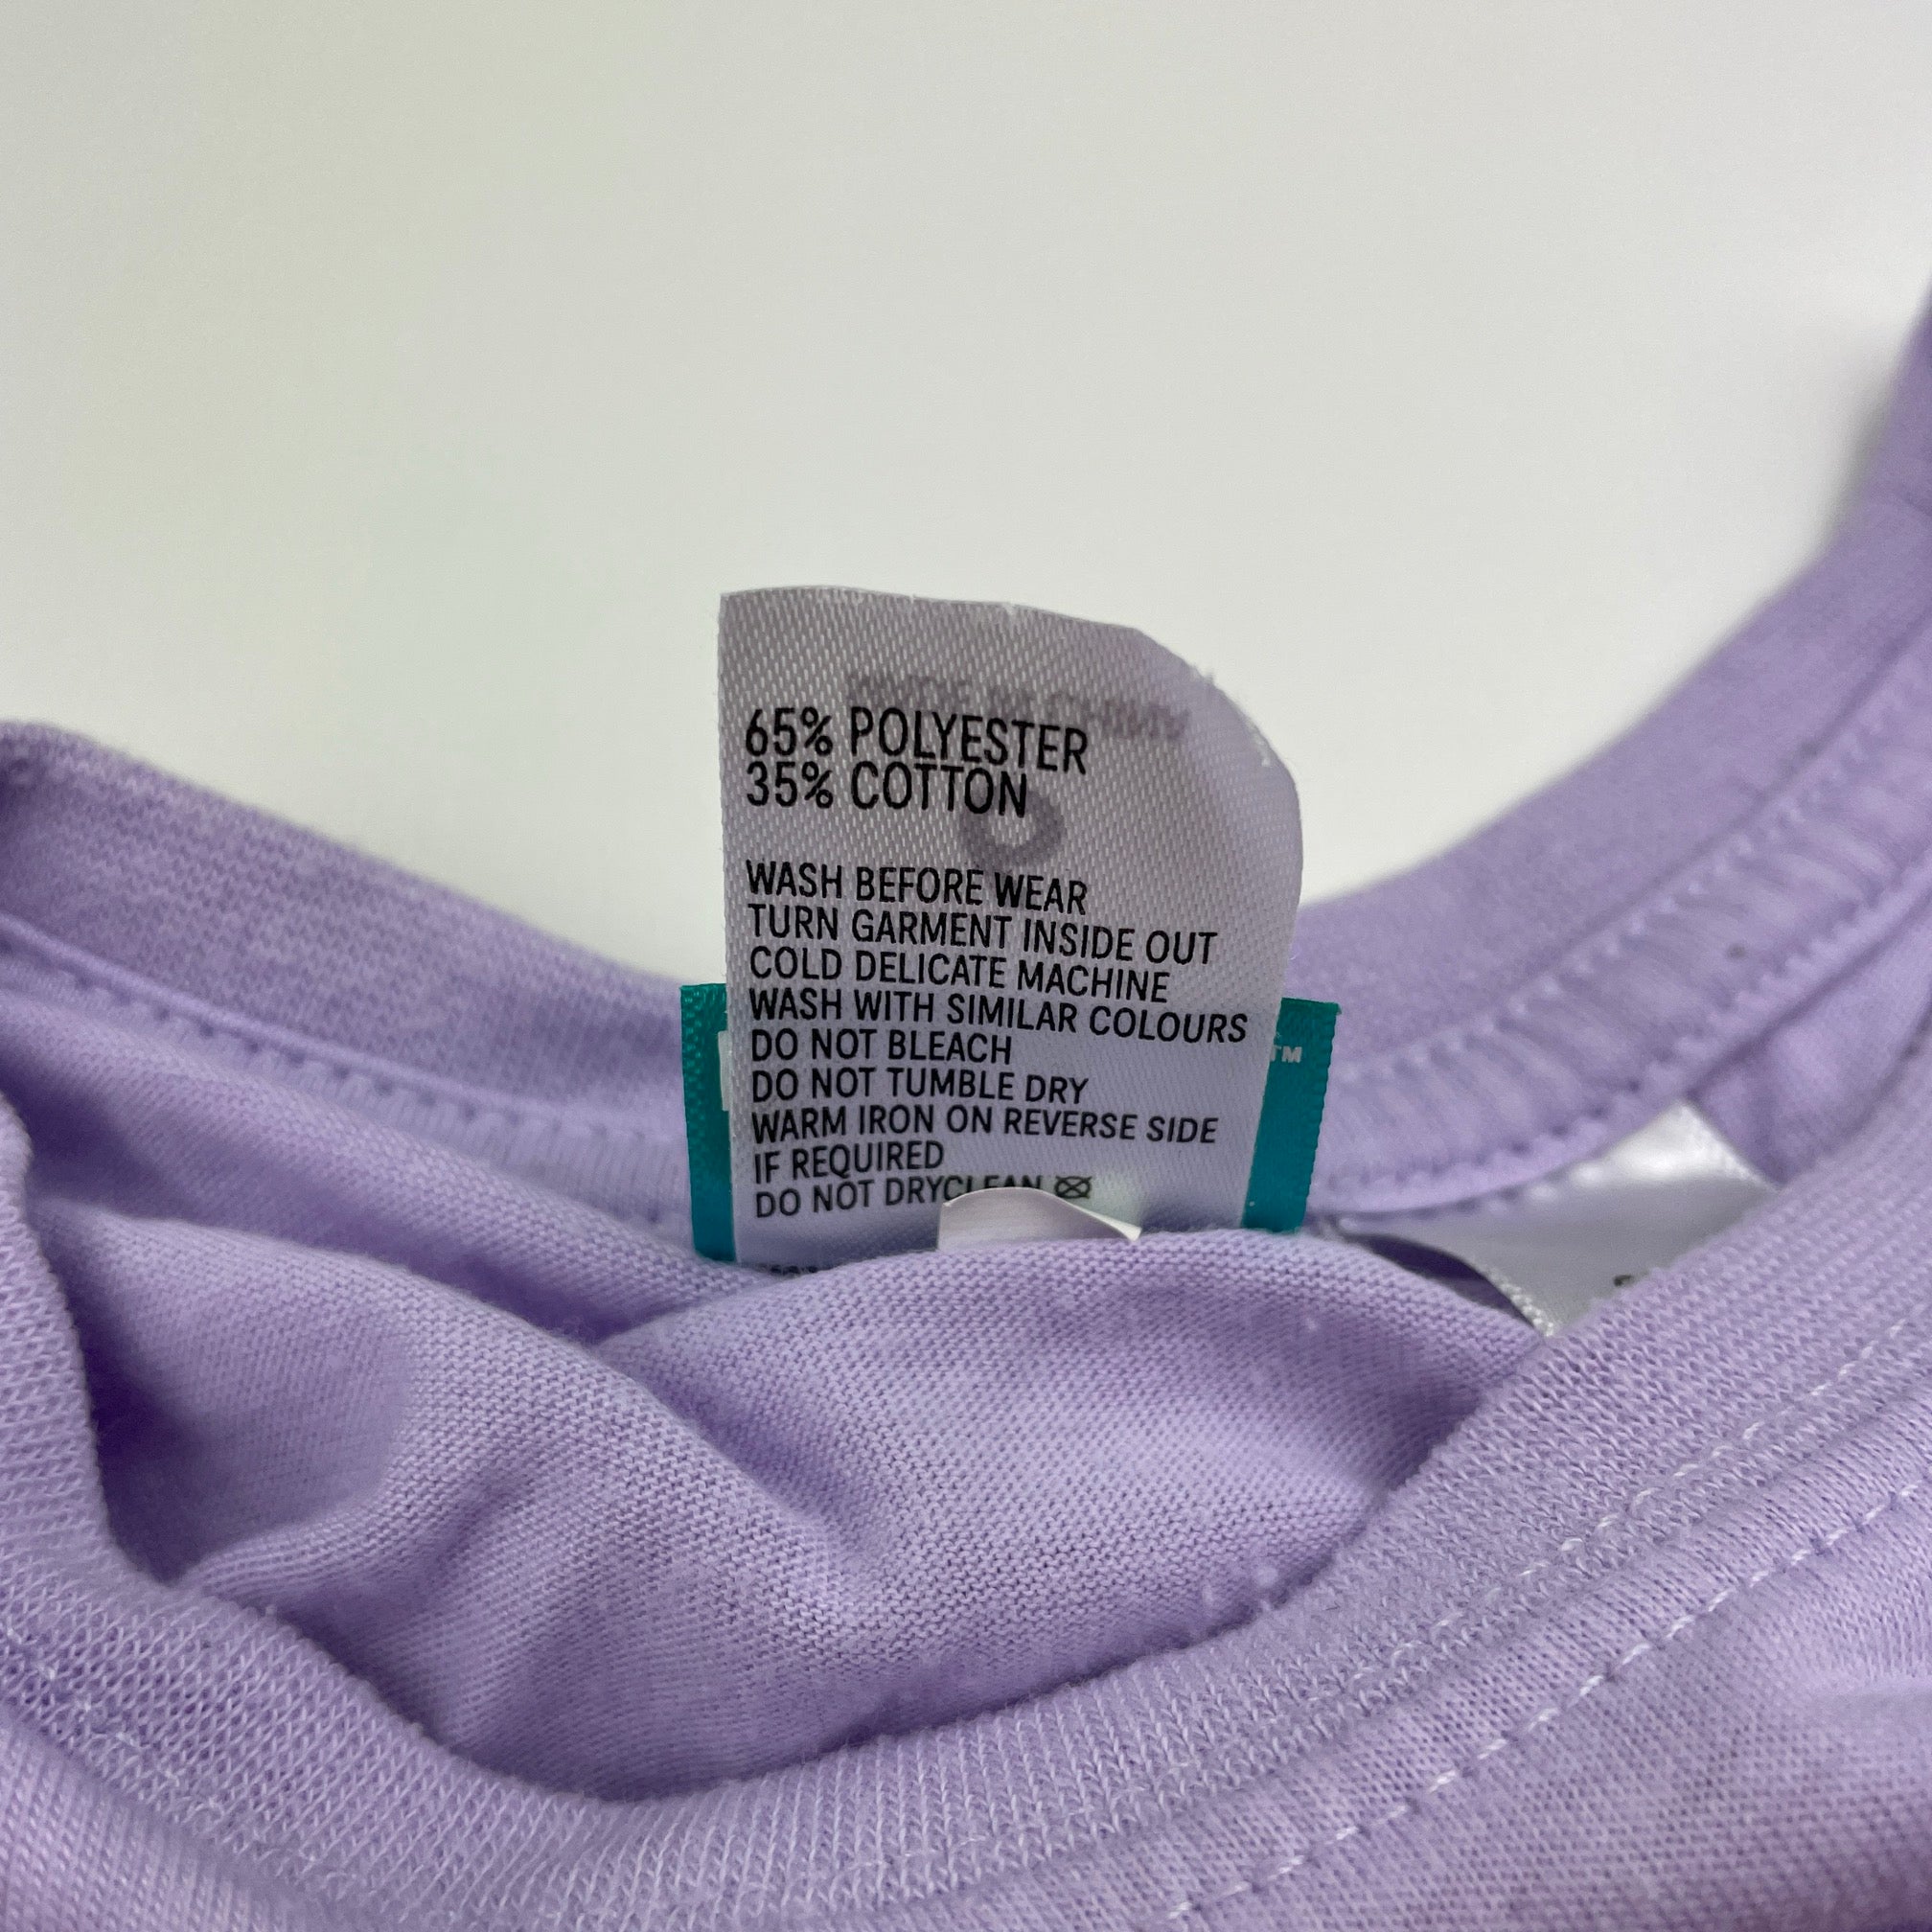 65% POLYESTER
35% COTTON
WASH BEFORE WEAR
TURN GARMENT INSIDE OUT
COLD DELICATE MACHINE
WASH WITH SIMILAR COLOURS
DO NOT BLEACH
DO NOT TUMBLE DRY
WARM IRON ON REVERSE SIDE
IF REQUIRED
DO NOT DRYCLEAN
TM